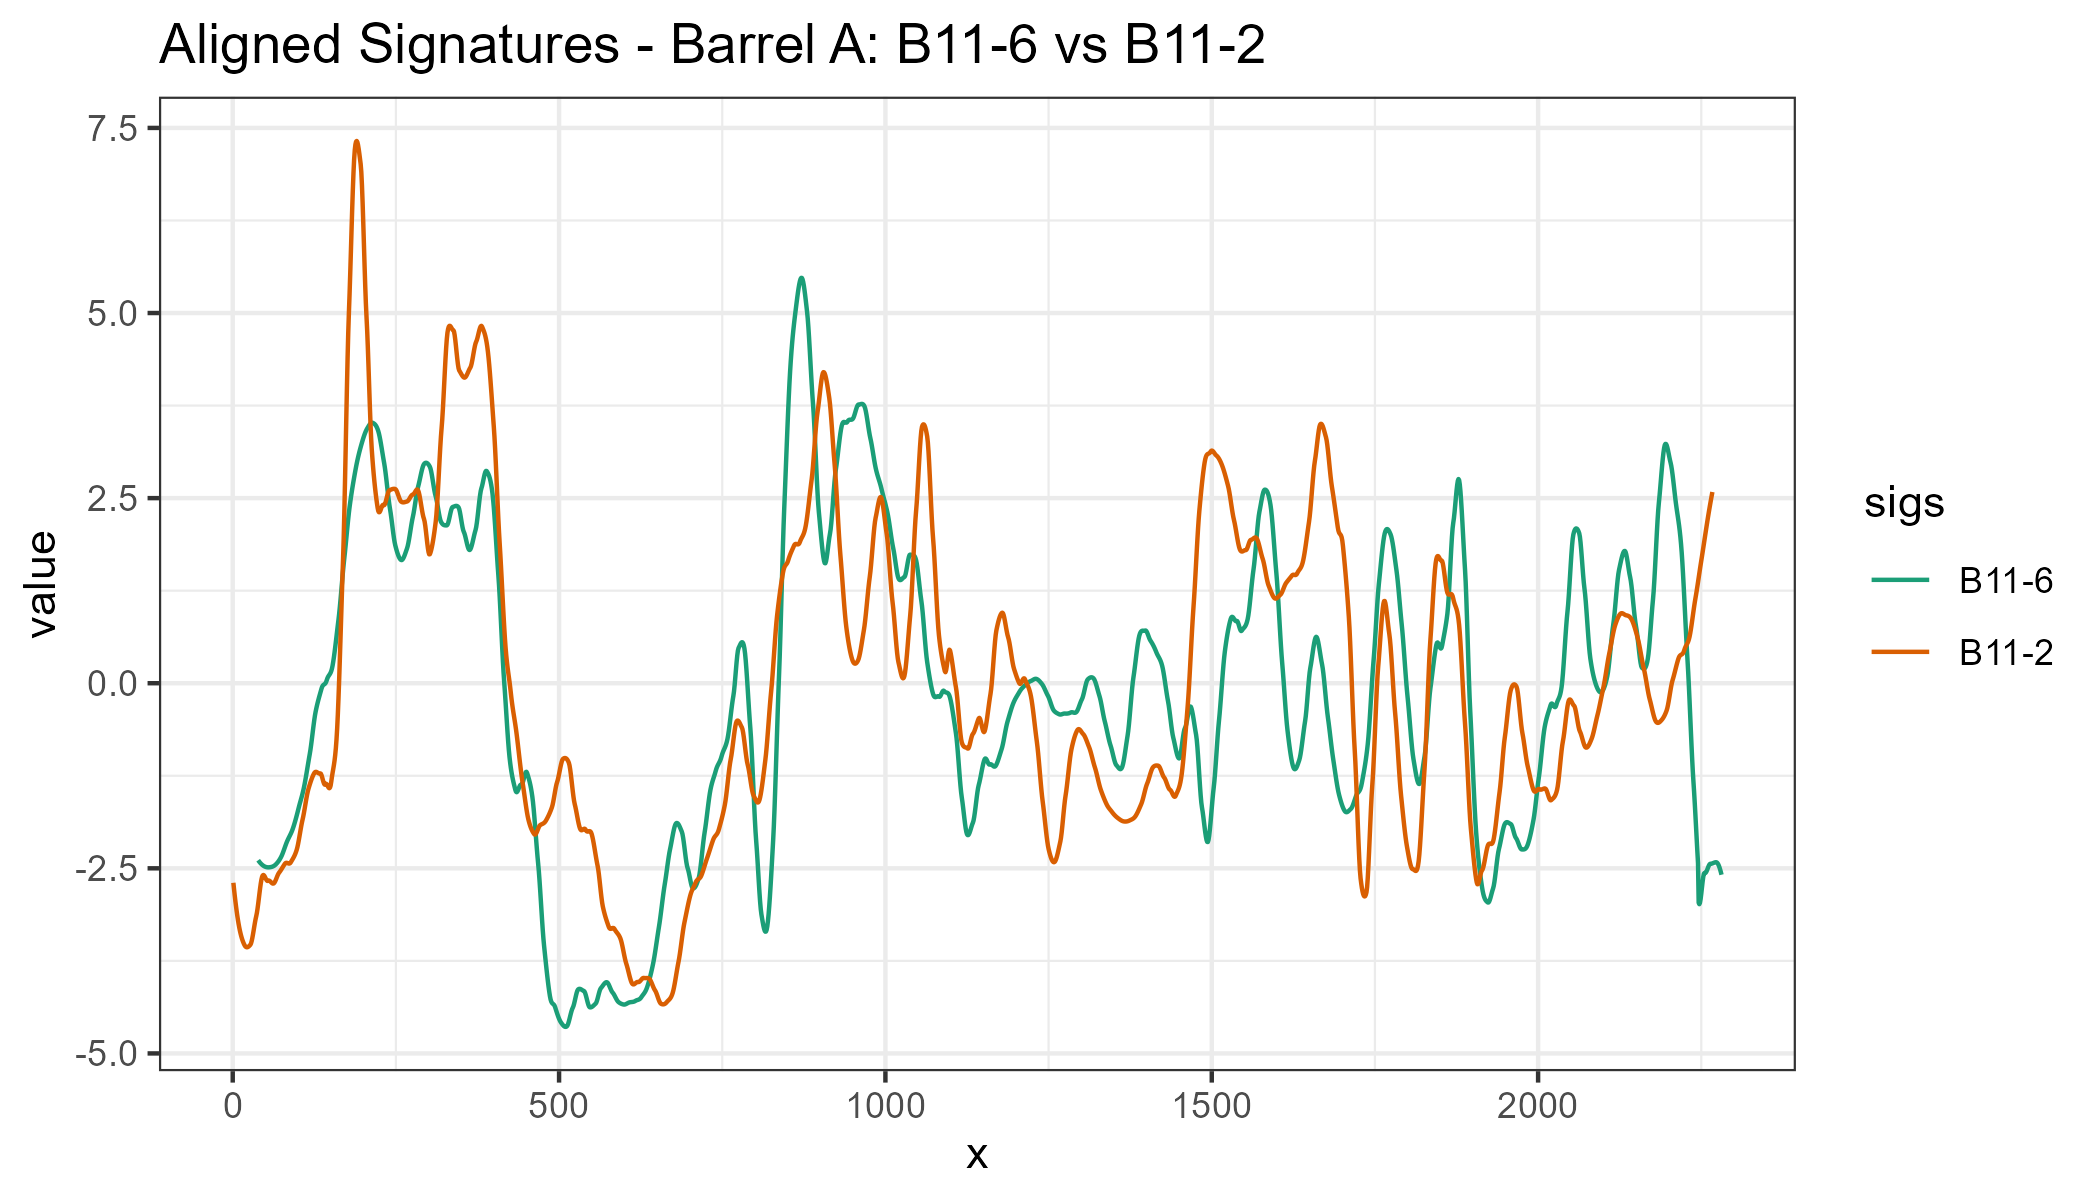 Aligned Signatures - Barrel A: B11-6 vs B11-2
7.5
5.0
2.5
0.0
-2.5
-5.0
value
0
500
1000
1500
2000
x
sigs
B11-6
B11-2